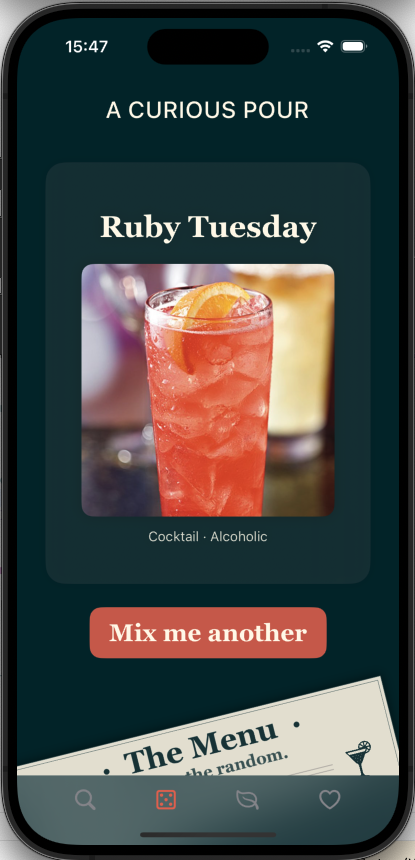 15:47
A CURIOUS POUR
Ruby Tuesday
Cocktail · Alcoholic
Mix me another
· The Menu ·
the random.